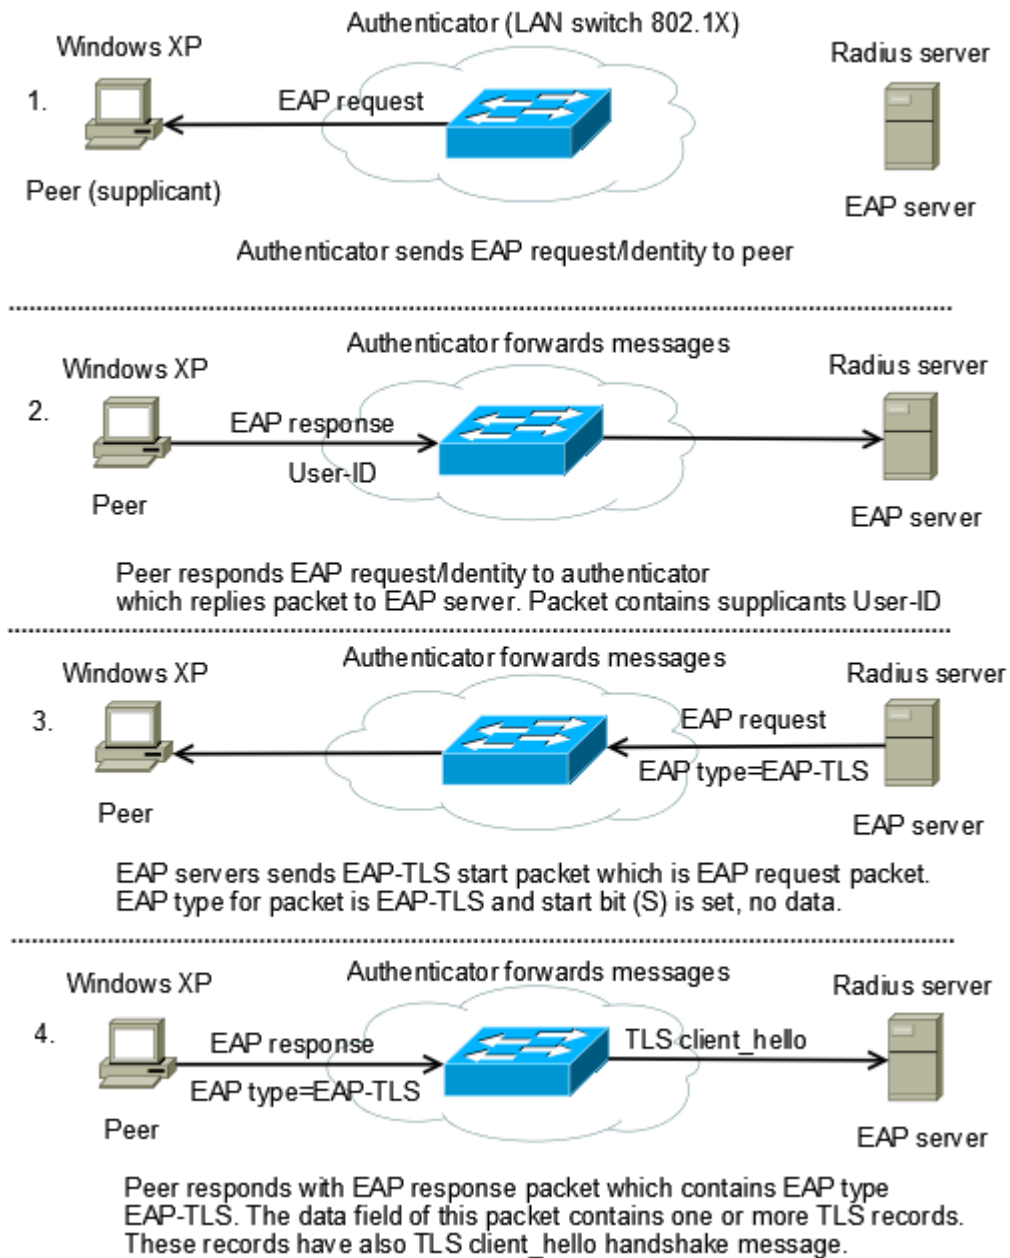 Authenticator (LAN switch 802.1X)
Windows XP
Radius server
1.
EAP request
Peer (supplicant)
EAP server
Authenticator sends EAP request/Identity to peer
Authenticator forwards messages
Windows XP
Radius server
2.
EAP response
User-ID
Peer
EAP server
Peer responds EAP request/Identity to authenticator
which replies packet to EAP server. Packet contains supplicants User-ID
Authenticator forwards messages
Windows XP
Radius server
3.
EAP request
EAP type=EAP-TLS
Peer
EAP server
EAP servers sends EAP-TLS start packet which is EAP request packet.
EAP type for packet is EAP-TLS and start bit (S) is set, no data.
Authenticator forwards messages
Windows XP
Radius server
4.
EAP response
TLS client_hello
EAP type=EAP-TLS
Peer
EAP server
Peer responds with EAP response packet which contains EAP type
EAP-TLS. The data field of this packet contains one or more TLS records.
These records have also TLS client_hello handshake message.